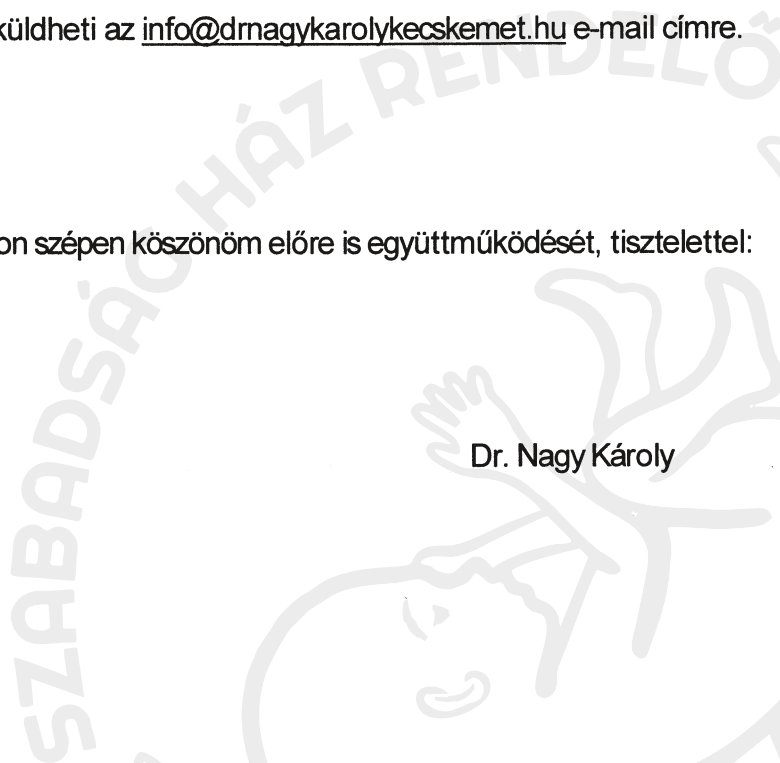 küldheti az info@drnagykarolykecskemet.hu e-mail címre.
on szépen köszönöm előre is együttműködését, tisztelettel:
Dr. Nagy Károly
SZABADSÁG HÁZ RENDELŐ